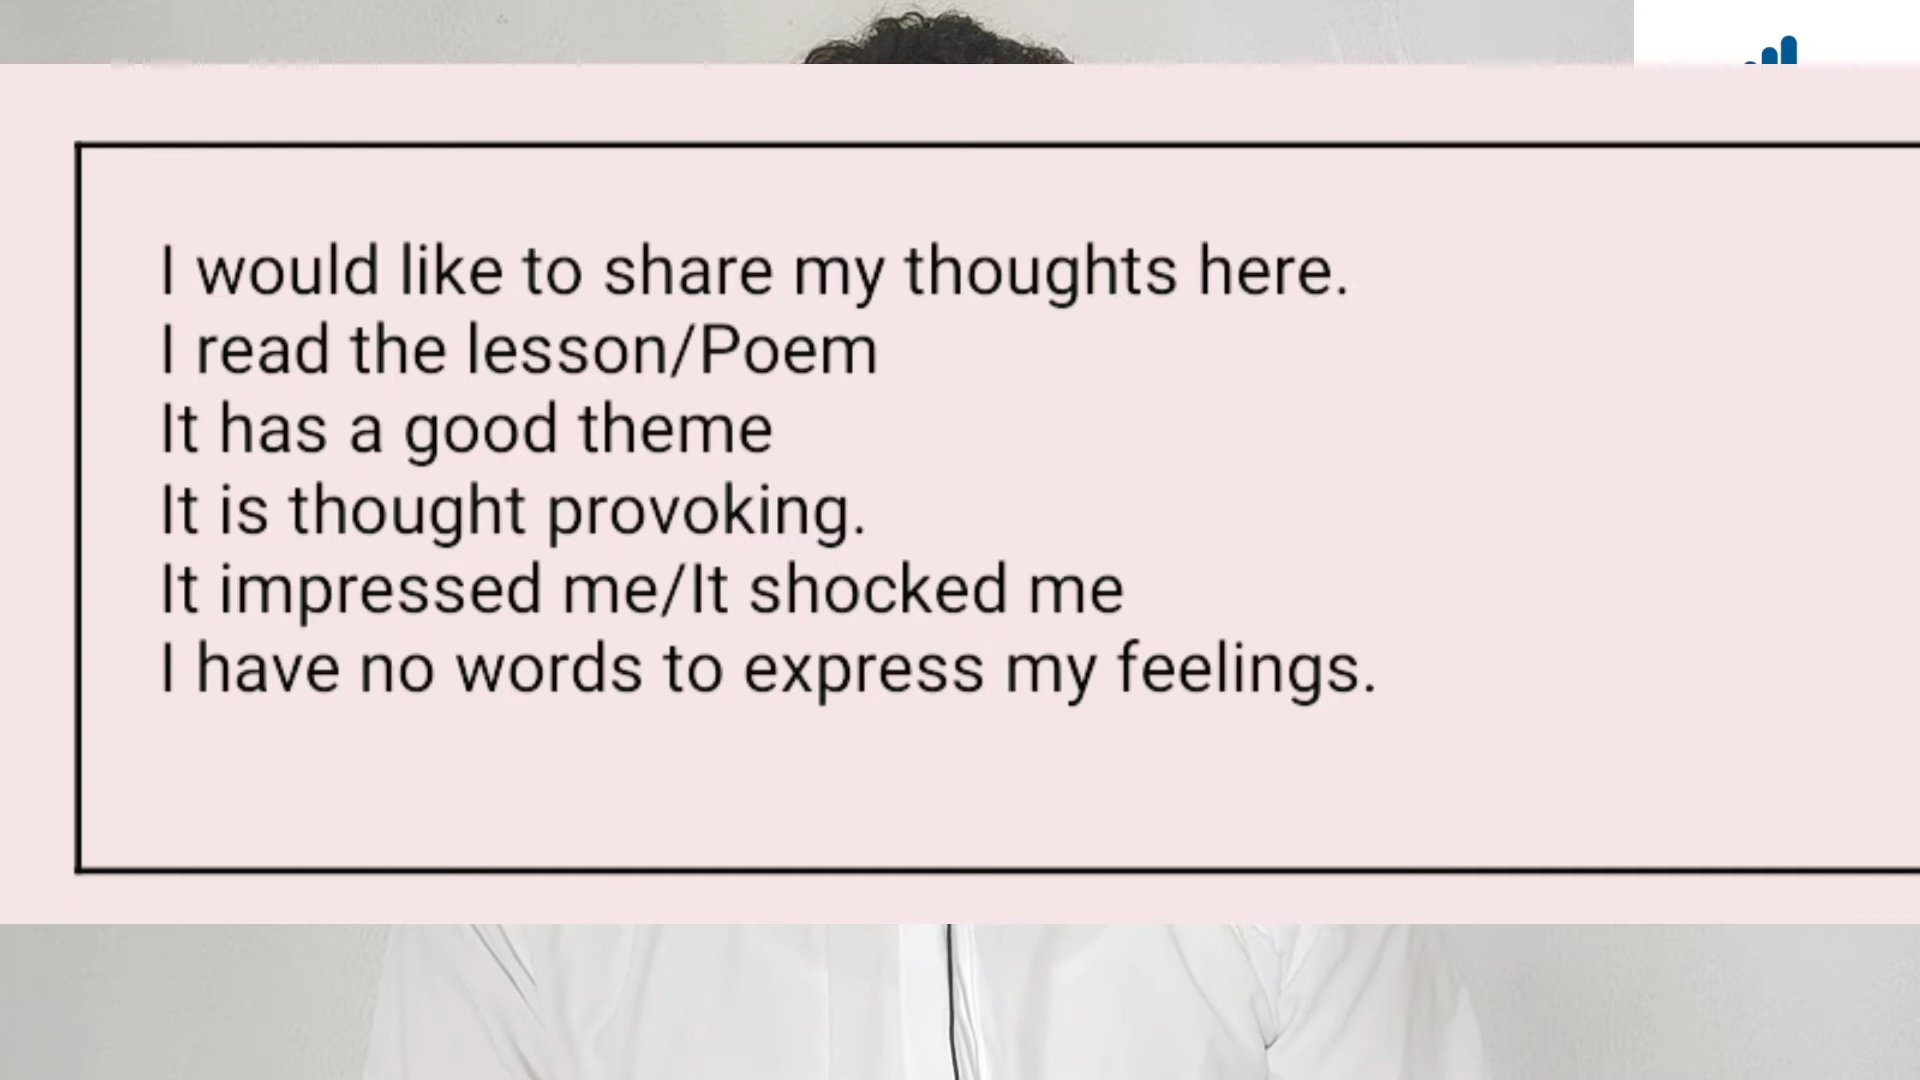 I would like to share my thoughts here.
I read the lesson/Poem
It has a good theme
It is thought provoking.
It impressed me/It shocked me
I have no words to express my feelings.